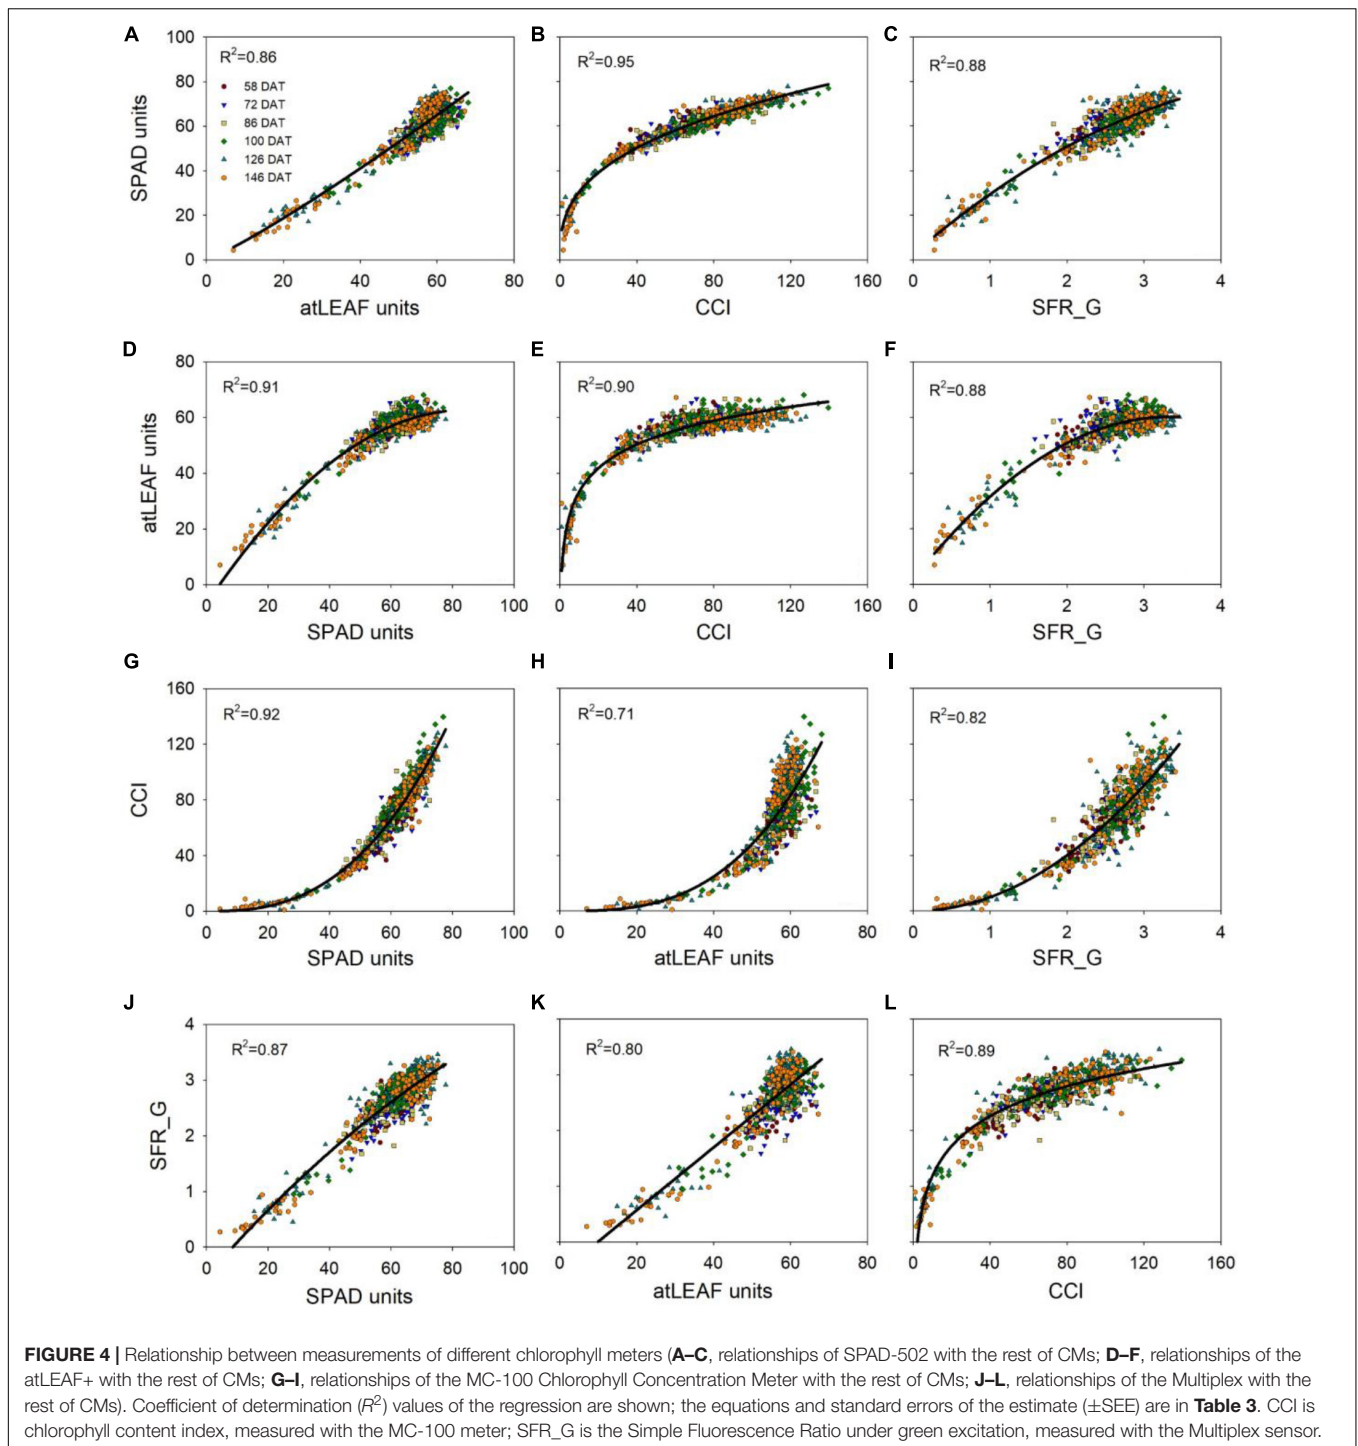 A
B
C
100
80
60
40
20
0
SPAD units
R²=0.86
58 DAT
72 DAT
86 DAT
100 DAT
126 DAT
146 DAT
0 20 40 60 80
atLEAF units
R²=0.95
0 40 80 120 160
CCI
R²=0.88
0 1 2 3 4
SFR_G
D
E
F
80
60
40
20
0
atLEAF units
R²=0.91
0 20 40 60 80 100
SPAD units
R²=0.90
0 40 80 120 160
CCI
R²=0.88
0 1 2 3 4
SFR_G
G
H
I
160
120
80
40
0
CCI
R²=0.92
0 20 40 60 80 100
SPAD units
R²=0.71
0 20 40 60 80
atLEAF units
R²=0.82
0 1 2 3 4
SFR_G
J
K
L
4
3
2
1
0
SFR_G
R²=0.87
0 20 40 60 80 100
SPAD units
R²=0.80
0 20 40 60 80
atLEAF units
R²=0.89
0 40 80 120 160
CCI
FIGURE 4 | Relationship between measurements of different chlorophyll meters (A–C, relationships of SPAD-502 with the rest of CMs; D–F, relationships of the
atLEAF+ with the rest of CMs; G–I, relationships of the MC-100 Chlorophyll Concentration Meter with the rest of CMs; J–L, relationships of the Multiplex with the
rest of CMs). Coefficient of determination (R²) values of the regression are shown; the equations and standard errors of the estimate (±SEE) are in Table 3. CCI is
chlorophyll content index, measured with the MC-100 meter; SFR_G is the Simple Fluorescence Ratio under green excitation, measured with the Multiplex sensor.